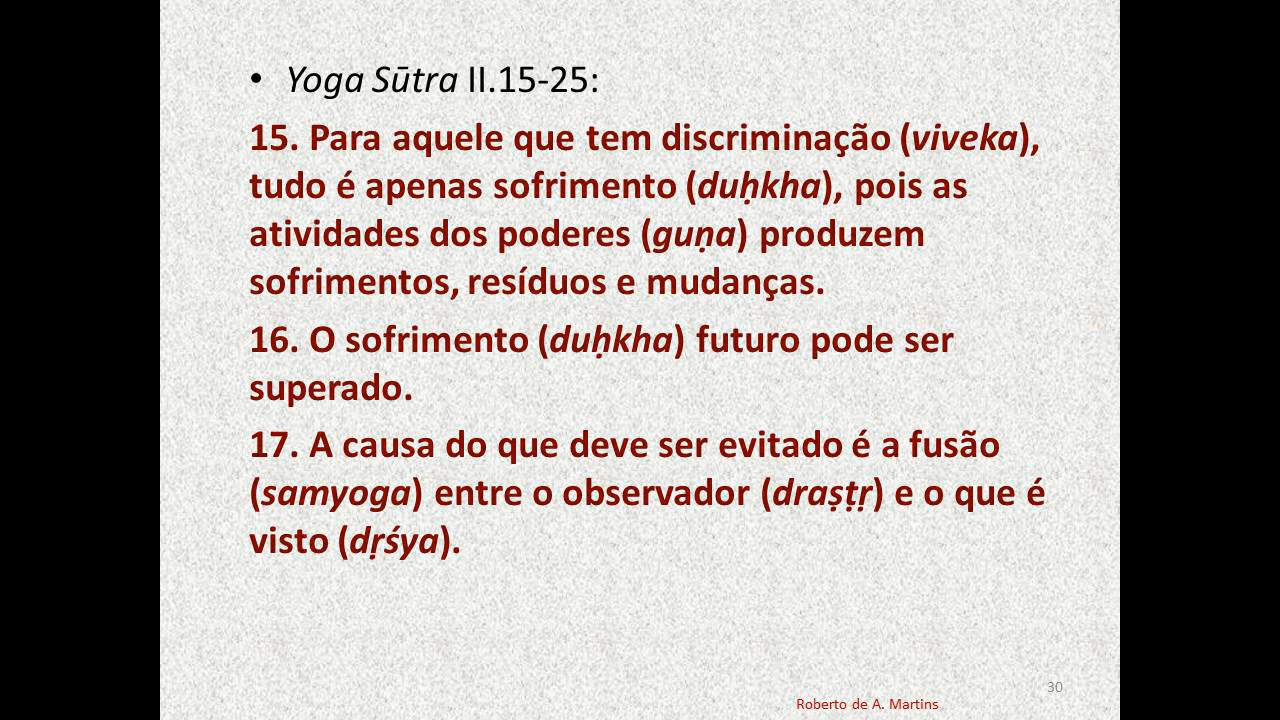 • Yoga Sūtra II.15-25:
15. Para aquele que tem discriminação (viveka),
tudo é apenas sofrimento (duḥkha), pois as
atividades dos poderes (guṇa) produzem
sofrimentos, resíduos e mudanças.
16. O sofrimento (duḥkha) futuro pode ser
superado.
17. A causa do que deve ser evitado é a fusão
(samyoga) entre o observador (draṣṭṛ) e o que é
visto (dṛśya).
30
Roberto de A. Martins